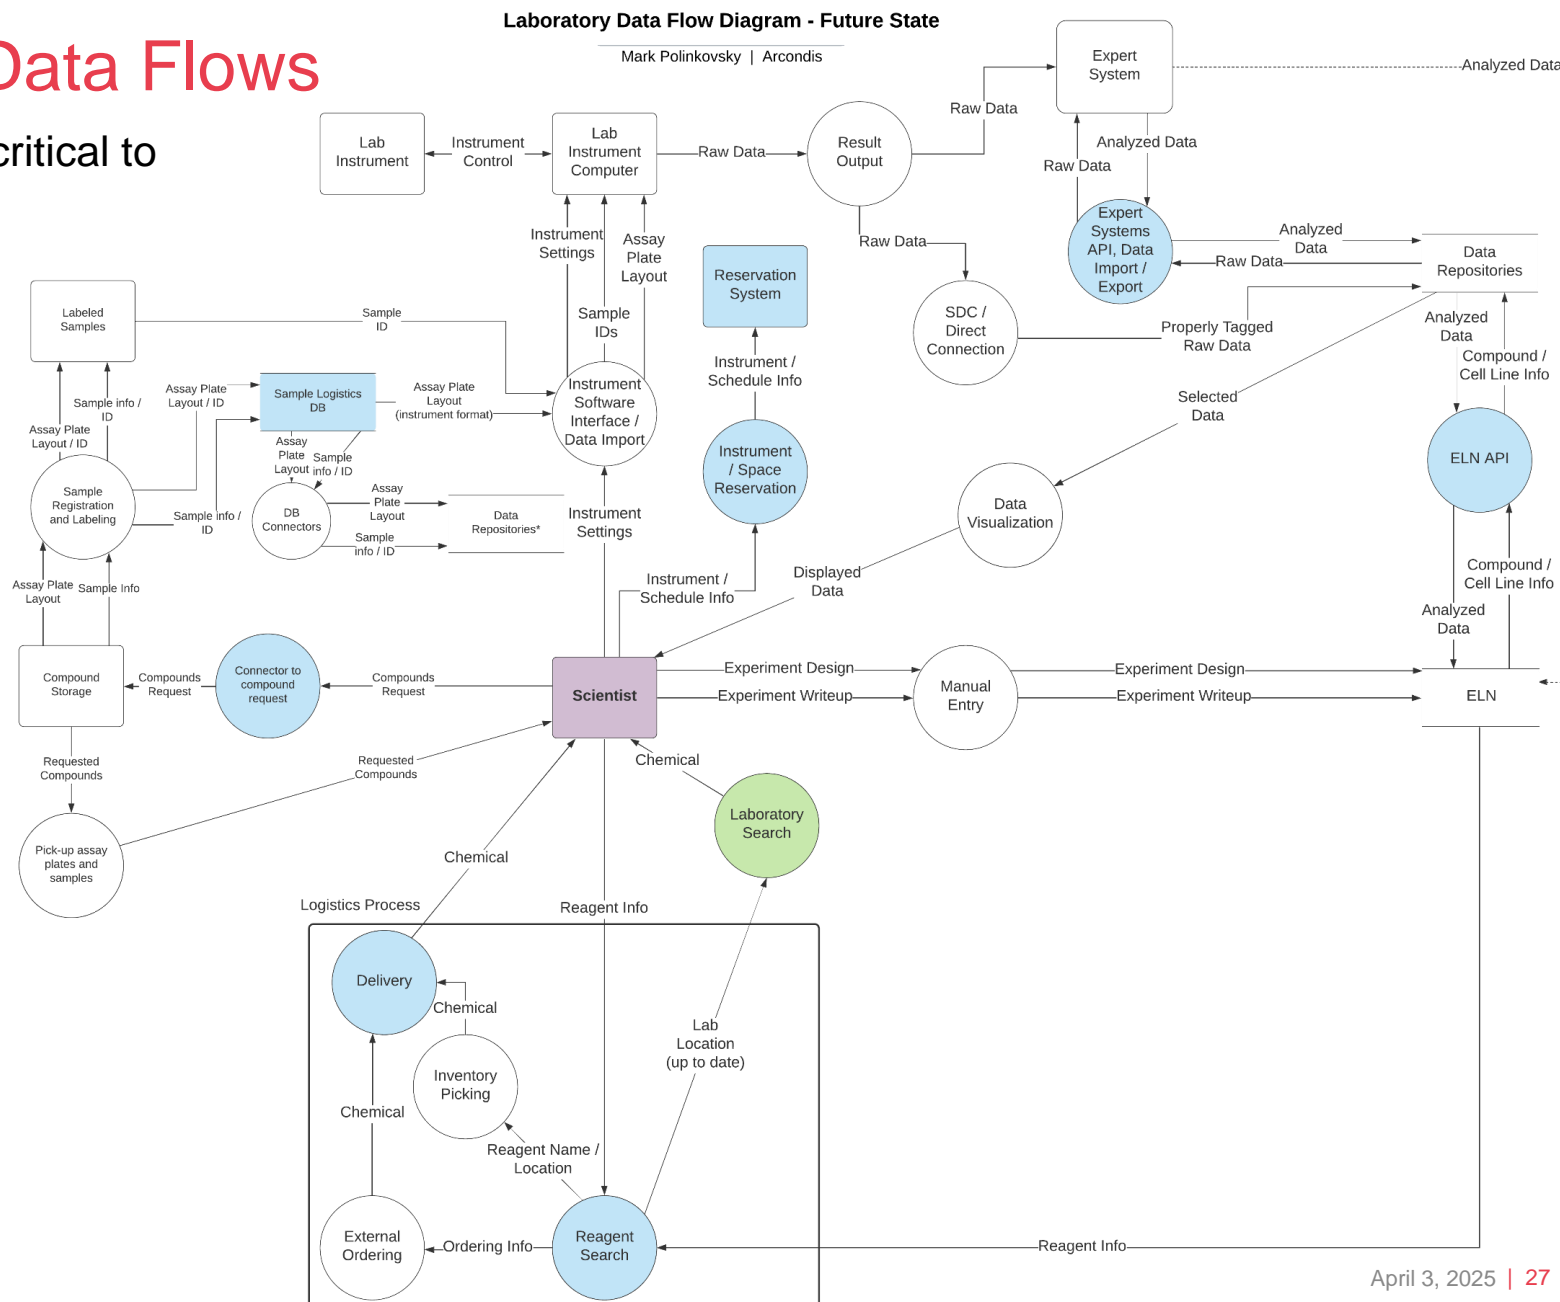 Laboratory Data Flow Diagram - Future State
Mark Polinkovsky | Arcondis
Data Flows
critical to
Expert
System
Analyzed Data
Raw Data
Lab
Instrument
Instrument
Control
Lab
Instrument
Computer
Raw Data
Result
Output
Analyzed Data
Raw Data
Expert
Systems
API, Data
Import /
Export
Analyzed
Data
Raw Data
Data
Repositories
Raw Data
Instrument
Settings
Assay
Plate
Layout
Reservation
System
SDC /
Direct
Connection
Properly Tagged
Raw Data
Analyzed
Data
Compound /
Cell Line Info
Labeled
Samples
Sample
ID
Sample
IDs
Instrument /
Schedule Info
Selected
Data
Assay Plate
Layout / ID
Sample Logistics
DB
Assay Plate
Layout
(instrument format)
Instrument
Software
Interface /
Data Import
Sample info /
ID
Assay Plate
Layout / ID
Assay
Plate
Layout
Sample
info / ID
Instrument
/ Space
Reservation
ELN API
Sample
Registration
and Labeling
Sample info /
ID
DB
Connectors
Assay
Plate
Layout
Sample
info / ID
Data
Repositories*
Instrument
Settings
Data
Visualization
Assay Plate
Layout
Sample Info
Instrument /
Schedule Info
Displayed
Data
Compound /
Cell Line Info
Analyzed
Data
Compound
Storage
Compounds
Request
Connector to
compound
request
Compounds
Request
Scientist
Experiment Design
Experiment Writeup
Manual
Entry
Experiment Design
Experiment Writeup
ELN
Requested
Compounds
Requested
Compounds
Chemical
Laboratory
Search
Pick-up assay
plates and
samples
Chemical
Logistics Process
Reagent Info
Delivery
Chemical
Lab
Location
(up to date)
Inventory
Picking
Chemical
Reagent Name /
Location
External
Ordering
Ordering Info
Reagent
Search
Reagent Info
April 3, 2025 | 27